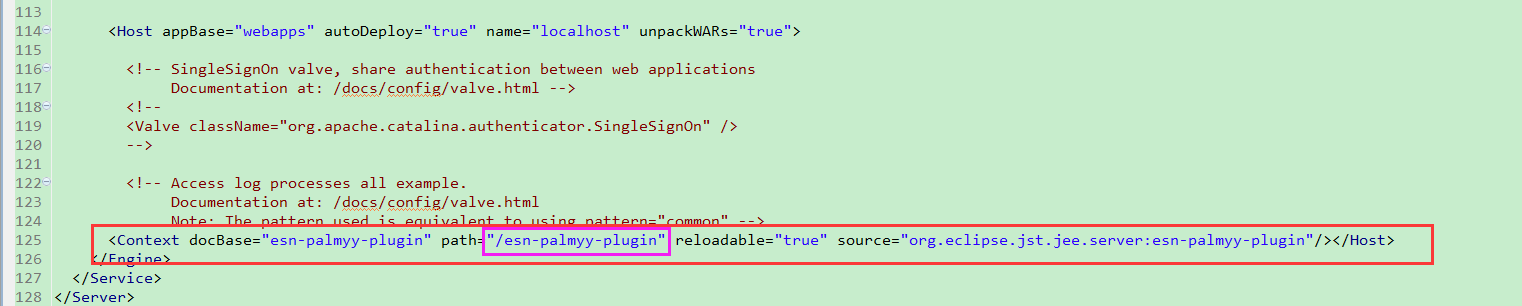 113
114 <Host appBase="webapps" autoDeploy="true" name="localhost" unpackWARs="true">
115
116 <!-- SingleSignOn valve, share authentication between web applications
117 Documentation at: /docs/config/valve.html -->
118 <!--
119 <Valve className="org.apache.catalina.authenticator.SingleSignOn" />
120 -->
121
122 <!-- Access log processes all example.
123 Documentation at: /docs/config/valve.html
124 Note: The pattern used is equivalent to using pattern="common" -->
125 <Context docBase="esn-palmyy-plugin" path="/esn-palmyy-plugin" reloadable="true" source="org.eclipse.jst.jee.server:esn-palmyy-plugin"/></Host>
126 </Engine>
127 </Service>
128 </Server>